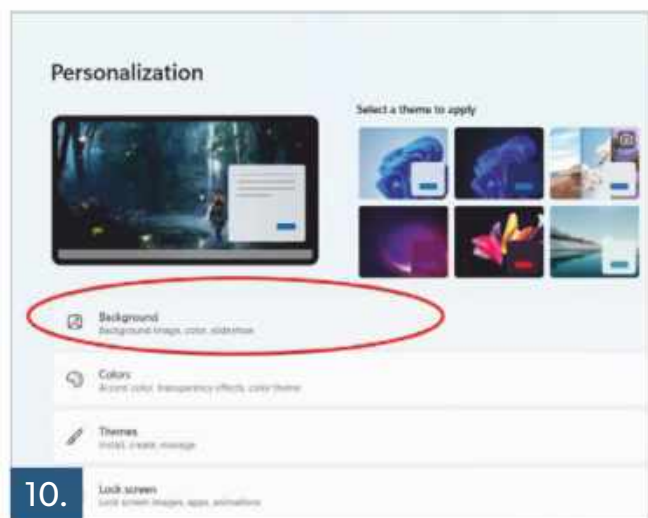 Personalization
Select a theme to apply
Background
Background image, color, slideshow
Colors
Accent color, transparency effects, color theme
Themes
Install, create, manage
Lock screen
Lock screen images, apps, animations
10.